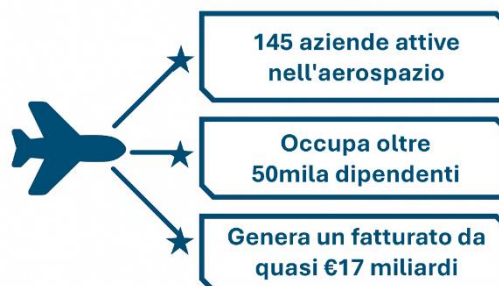 145 aziende attive
nell'aerospazio
Occupa oltre
50mila dipendenti
Genera un fatturato da
quasi €17 miliardi